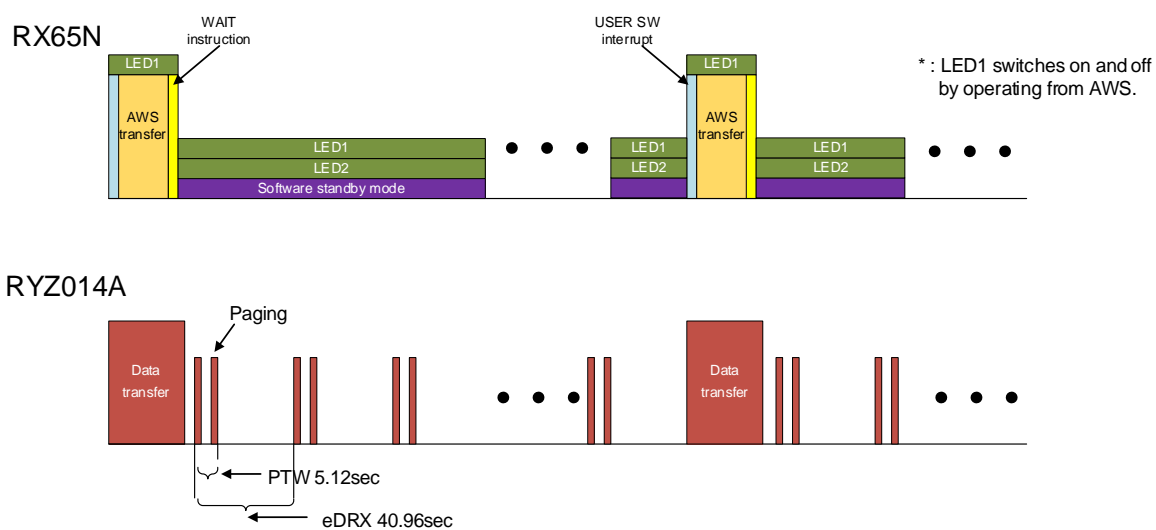 RX65N
WAIT
instruction
USER SW
interrupt
LED1
LED1
* : LED1 switches on and off
by operating from AWS.
AWS
transfer
AWS
transfer
LED1
LED1
LED1
LED2
LED2
LED2
Software standby mode
RYZ014A
Paging
Data
transfer
Data
transfer
PTW 5.12sec
eDRX 40.96sec